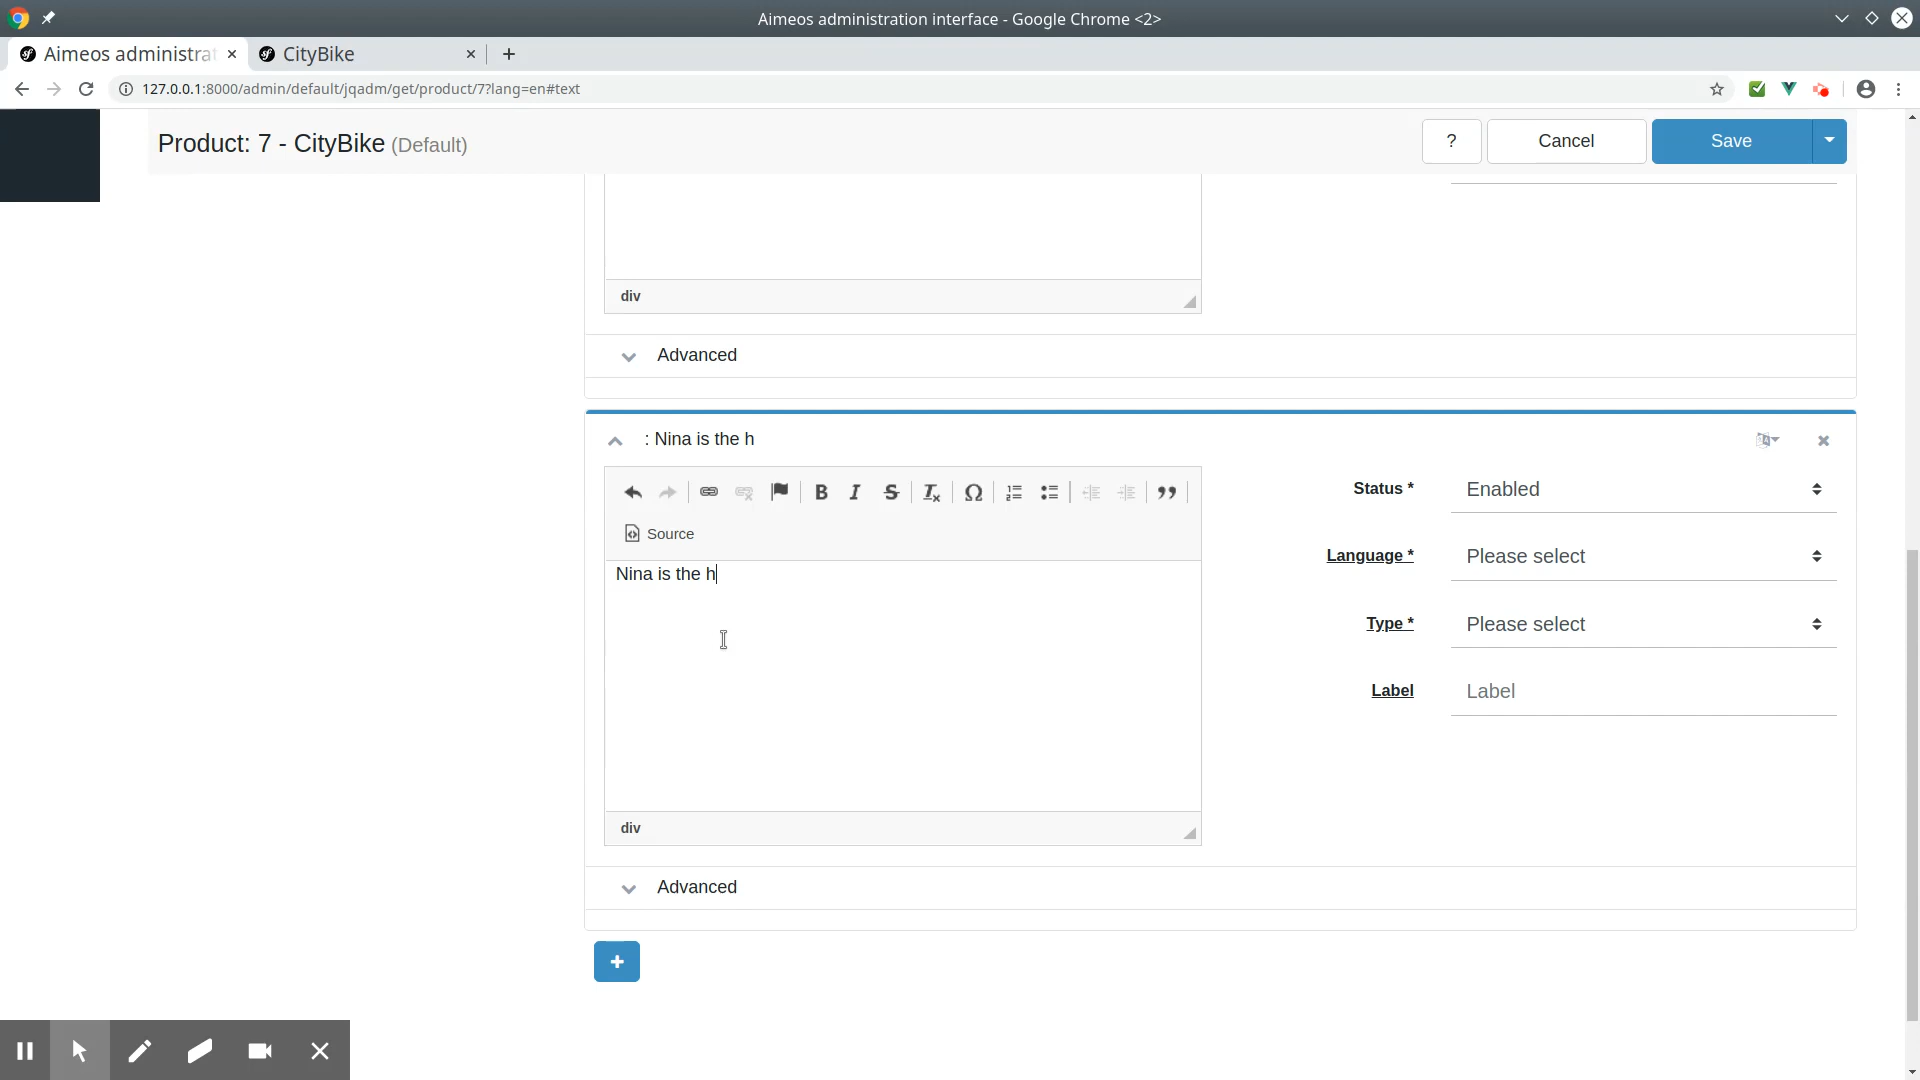 Aimeos administration interface - Google Chrome <2>
Aimeos administrat
CityBike
127.0.0.1:8000/admin/default/jqadm/get/product/7?lang=en#text
Product: 7 - CityBike (Default)
?
Cancel
Save
div
Advanced
: Nina is the h
Source
Nina is the h
Status *
Enabled
Language *
Please select
Type *
Please select
Label
Label
div
Advanced